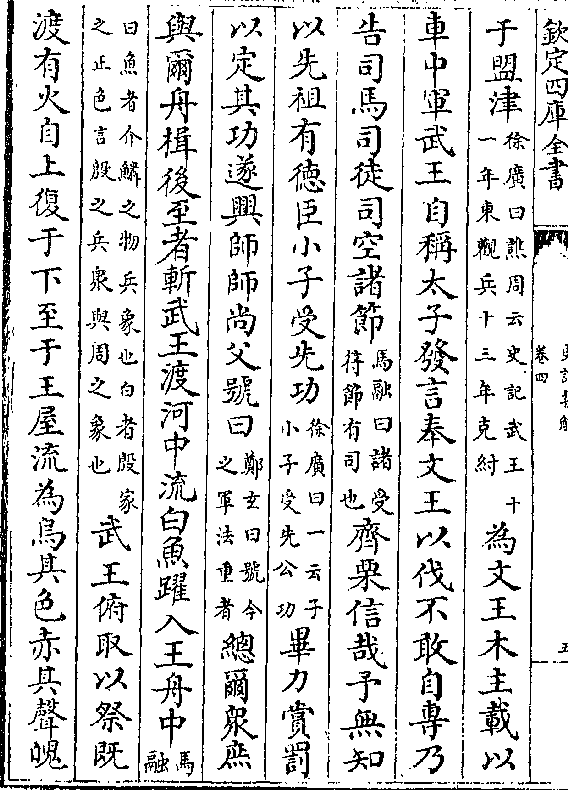 欽定四庫全書
卷四
于盟津徐廣曰譙周云史記武王十一年東觀兵十三年克紂為文王木主載以
車中軍武王自稱太子發言奉文王以伐不敢自專乃
告司馬司徒司空諸節馬融曰諸受符節有司也齊栗信哉予無知
以先祖有德臣小子受先功徐廣曰一云予小子受先公功畢力賞罰
以定其功遂興師師尚父號曰鄭玄曰號今之軍法重者總爾衆庶
與爾舟楫後至者斬武王渡河中流白魚躍入王舟中馬融
曰魚者介鱗之物兵象也白者殷家之正色言殷之兵衆與周之象也武王俯取以祭既
渡有火自上復于下至于王屋流為烏其色赤其聲魄